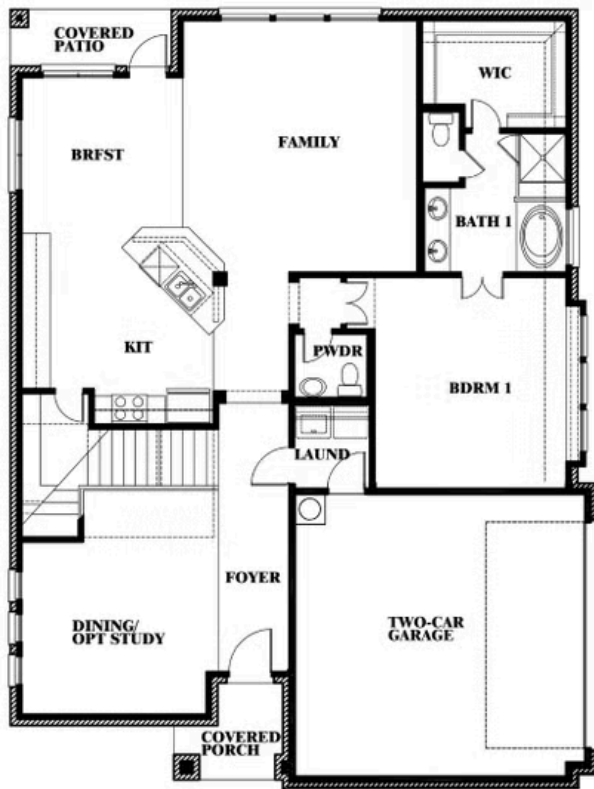 COVERED
PATIO
WIC
BRFST
FAMILY
BATH 1
KIT
PWDR
BDRM 1
LAUND
FOYER
DINING/
OPT STUDY
TWO-CAR
GARAGE
COVERED
PORCH